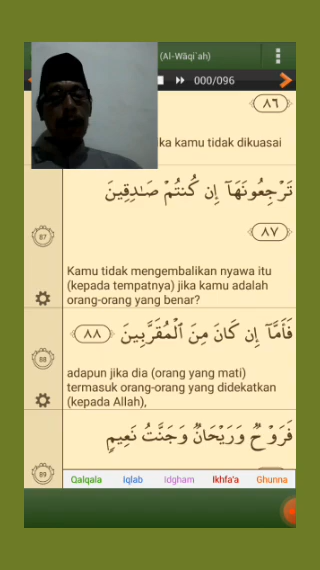 (Al-Wāqi`ah)
000/096
٨٦
ka kamu tidak dikuasai
تَرْجِعُونَهَآ إِن كُنتُمْ صَـٰدِقِينَ
٨٧
87
Kamu tidak mengembalikan nyawa itu
(kepada tempatnya) jika kamu adalah
orang-orang yang benar?
فَأَمَّآ إِن كَانَ مِنَ ٱلْمُقَرَّبِينَ ٨٨
88
adapun jika dia (orang yang mati)
termasuk orang-orang yang didekatkan
(kepada Allah),
فَرَوْحٌ وَرَيْحَانٌ وَجَنَّتُ نَعِيمٍ
89
Qalqala Iqlab Idgham Ikhfa'a Ghunna